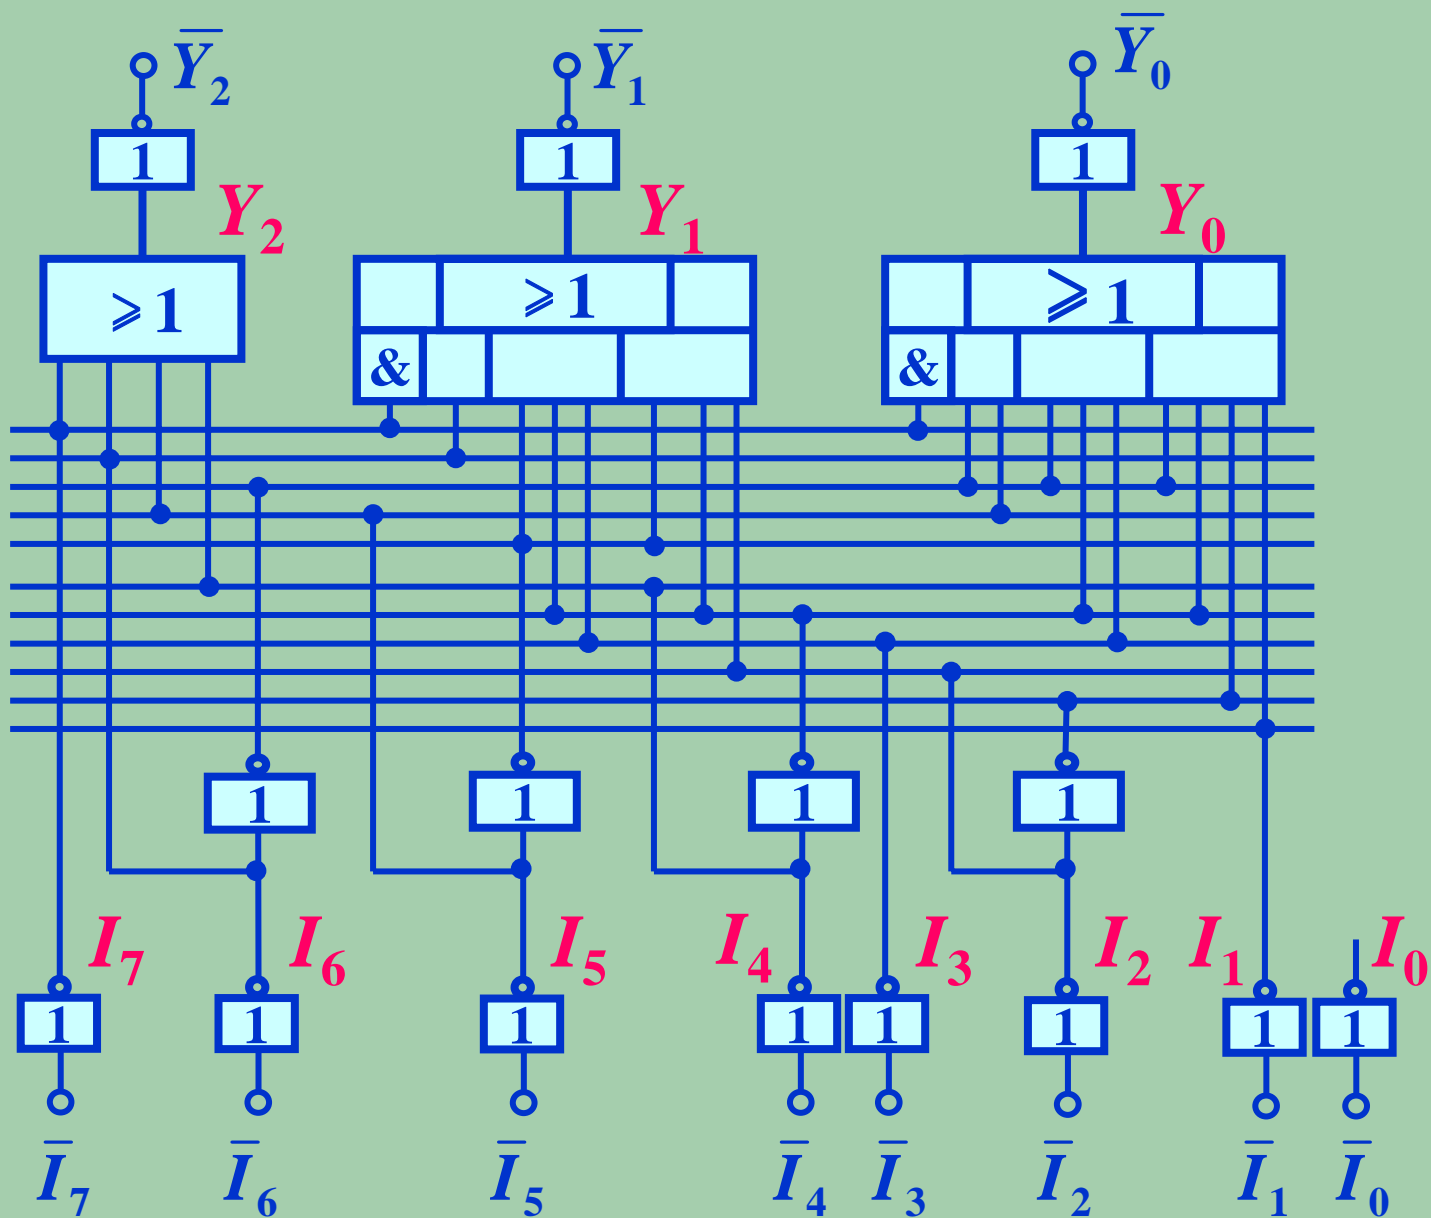 Y̅₂ Y̅₁ Y̅₀
1 1 1
Y₂ Y₁ Y₀
⩾1 ⩾1 ⩾1
& &
1 1 1 1
I₇ I₆ I₅ I₄ I₃ I₂ I₁ I₀
1 1 1 1 1 1 1 1
I̅₇ I̅₆ I̅₅ I̅₄ I̅₃ I̅₂ I̅₁ I̅₀